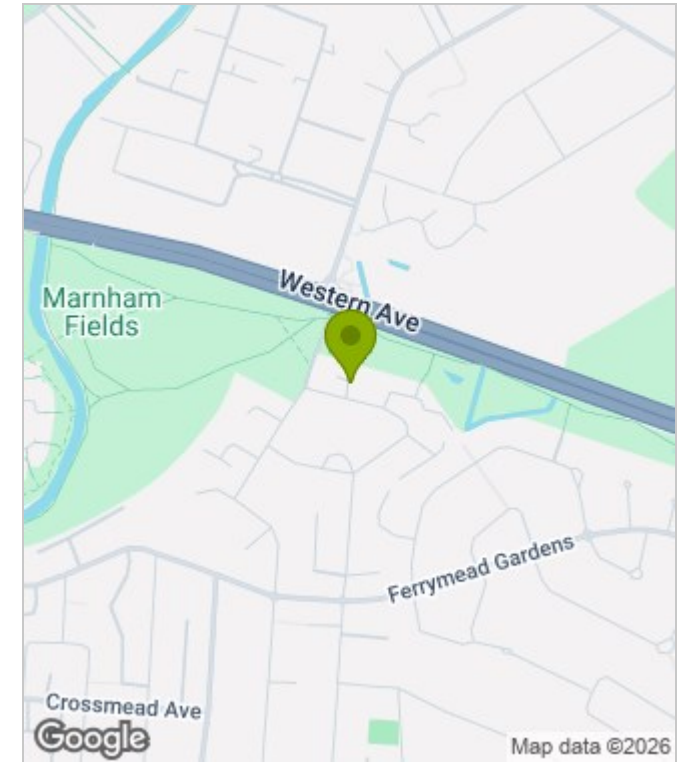 Western Ave
Marnham
Fields
Ferrymead Gardens
Crossmead Ave
Google
Map data ©2026